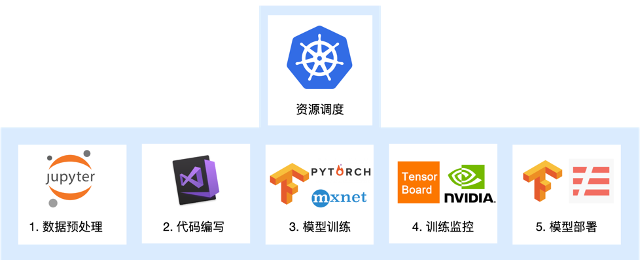 资源调度
jupyter
1. 数据预处理
2. 代码编写
PYTORCH
mxnet
3. 模型训练
Tensor
Board
NVIDIA.
4. 训练监控
5. 模型部署